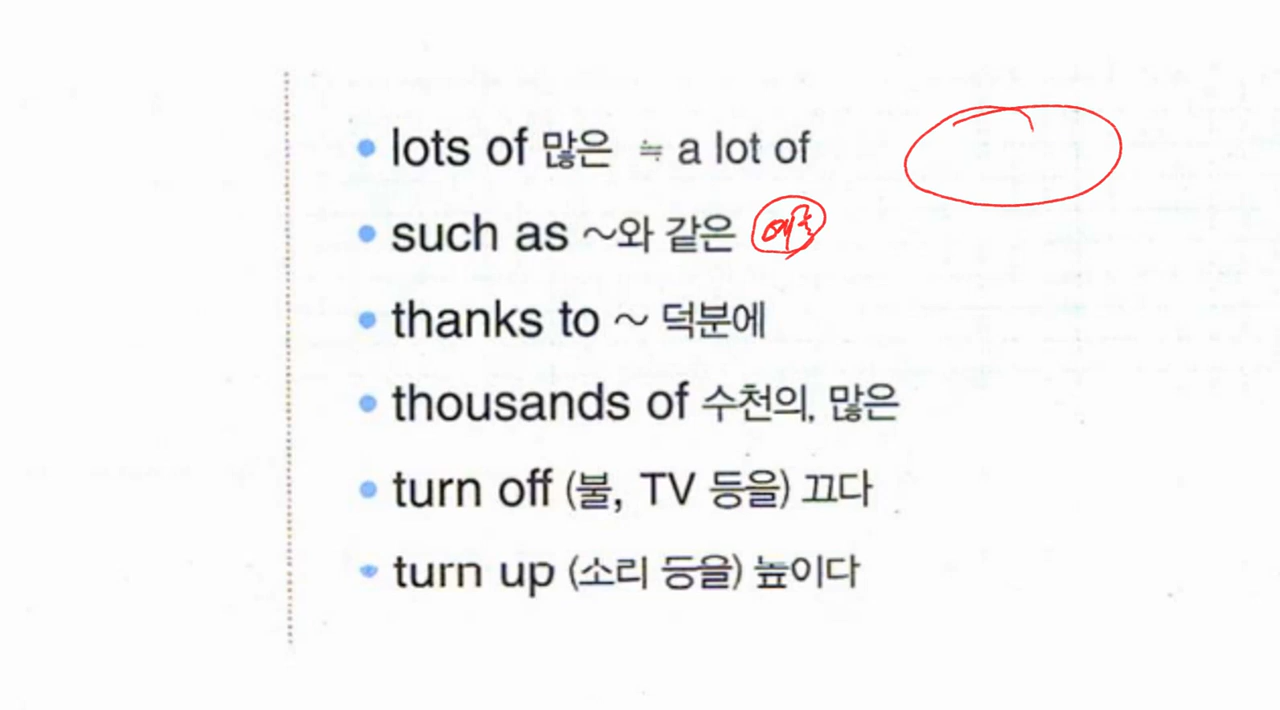 • lots of 많은 ≒ a lot of
• such as ~와 같은
• thanks to ~ 덕분에
• thousands of 수천의, 많은
• turn off (불, TV 등을) 끄다
• turn up (소리 등을) 높이다